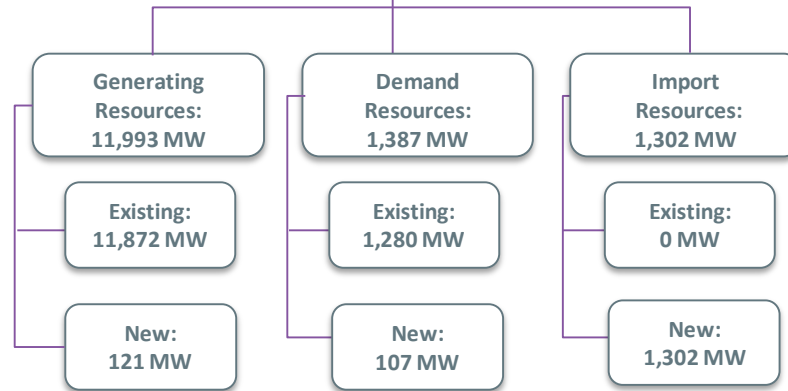 Generating
Resources:
11,993 MW
Demand
Resources:
1,387 MW
Import
Resources:
1,302 MW
Existing:
11,872 MW
Existing:
1,280 MW
Existing:
0 MW
New:
121 MW
New:
107 MW
New:
1,302 MW